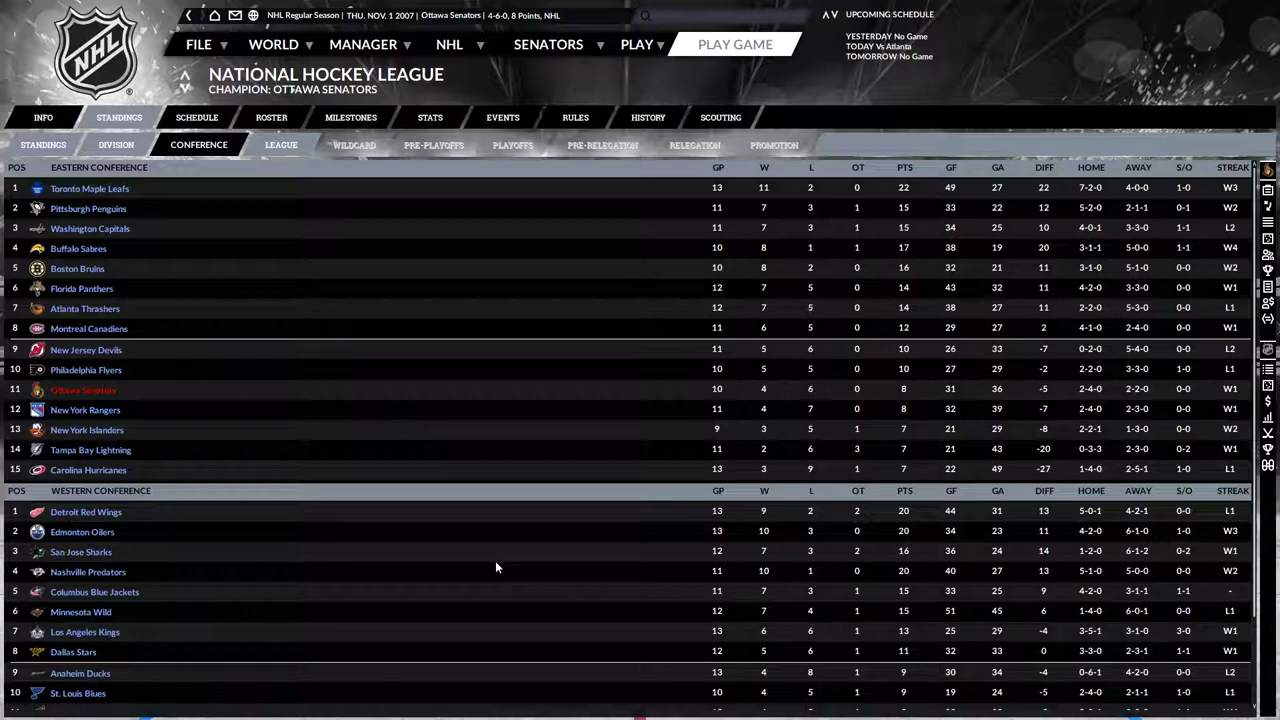 NHL Regular Season | THU. NOV. 1 2007 | Ottawa Senators | 4-6-0, 8 Points, NHL
UPCOMING SCHEDULE
YESTERDAY No Game
TODAY Vs Atlanta
TOMORROW No Game
FILE WORLD MANAGER NHL SENATORS PLAY PLAY GAME
NHL
NATIONAL HOCKEY LEAGUE
CHAMPION: OTTAWA SENATORS
INFO STANDINGS SCHEDULE ROSTER MILESTONES STATS EVENTS RULES HISTORY SCOUTING
STANDINGS DIVISION CONFERENCE LEAGUE WILDCARD PRE-PLAYOFFS PLAYOFFS PRE-RELEGATION RELEGATION PROMOTION
POS EASTERN CONFERENCE GP W L OT PTS GF GA DIFF HOME AWAY S/O STREAK
1 Toronto Maple Leafs 13 11 2 0 22 49 27 22 7-2-0 4-0-0 1-0 W3
2 Pittsburgh Penguins 11 7 3 1 15 33 22 12 5-2-0 2-1-1 0-1 W2
3 Washington Capitals 11 7 3 1 15 34 25 10 4-0-1 3-3-0 1-1 L2
4 Buffalo Sabres 10 8 1 1 17 38 19 20 3-1-1 5-0-0 1-1 W4
5 Boston Bruins 10 8 2 0 16 32 21 11 3-1-0 5-1-0 0-0 W2
6 Florida Panthers 12 7 5 0 14 43 32 11 4-2-0 3-3-0 0-0 W1
7 Atlanta Thrashers 12 7 5 0 14 38 27 11 2-2-0 5-3-0 0-0 L1
8 Montreal Canadiens 11 6 5 0 12 29 27 2 4-1-0 2-4-0 0-0 W1
9 New Jersey Devils 11 5 6 0 10 26 33 -7 0-2-0 5-4-0 0-0 L2
10 Philadelphia Flyers 10 5 5 0 10 27 29 -2 2-2-0 3-3-0 1-0 L1
11 Ottawa Senators 10 4 6 0 8 31 36 -5 2-4-0 2-2-0 0-0 W1
12 New York Rangers 11 4 7 0 8 32 39 -7 2-4-0 2-3-0 0-0 W1
13 New York Islanders 9 3 5 1 7 21 29 -8 2-2-1 1-3-0 0-0 W2
14 Tampa Bay Lightning 11 2 6 3 7 21 43 -20 0-3-3 2-3-0 0-2 W1
15 Carolina Hurricanes 13 3 9 1 7 22 49 -27 1-4-0 2-5-1 1-0 L1
POS WESTERN CONFERENCE GP W L OT PTS GF GA DIFF HOME AWAY S/O STREAK
1 Detroit Red Wings 13 9 2 2 20 44 31 13 5-0-1 4-2-1 0-0 L1
2 Edmonton Oilers 13 10 3 0 20 34 23 11 4-2-0 6-1-0 1-0 W3
3 San Jose Sharks 12 7 3 2 16 36 24 14 1-2-0 6-1-2 0-2 W1
4 Nashville Predators 11 10 1 0 20 40 27 13 5-1-0 5-0-0 0-0 W2
5 Columbus Blue Jackets 11 7 3 1 15 33 25 9 4-2-0 3-1-1 1-1 -
6 Minnesota Wild 12 7 4 1 15 51 45 6 1-4-0 6-0-1 0-0 L1
7 Los Angeles Kings 13 6 6 1 13 25 29 -4 3-5-1 3-1-0 3-0 W1
8 Dallas Stars 12 5 6 1 11 32 33 0 3-3-0 2-3-1 1-1 W1
9 Anaheim Ducks 13 4 8 1 9 30 34 -4 0-6-1 4-2-0 0-0 L2
10 St. Louis Blues 10 4 5 1 9 19 24 -5 2-4-0 2-1-1 1-0 L1